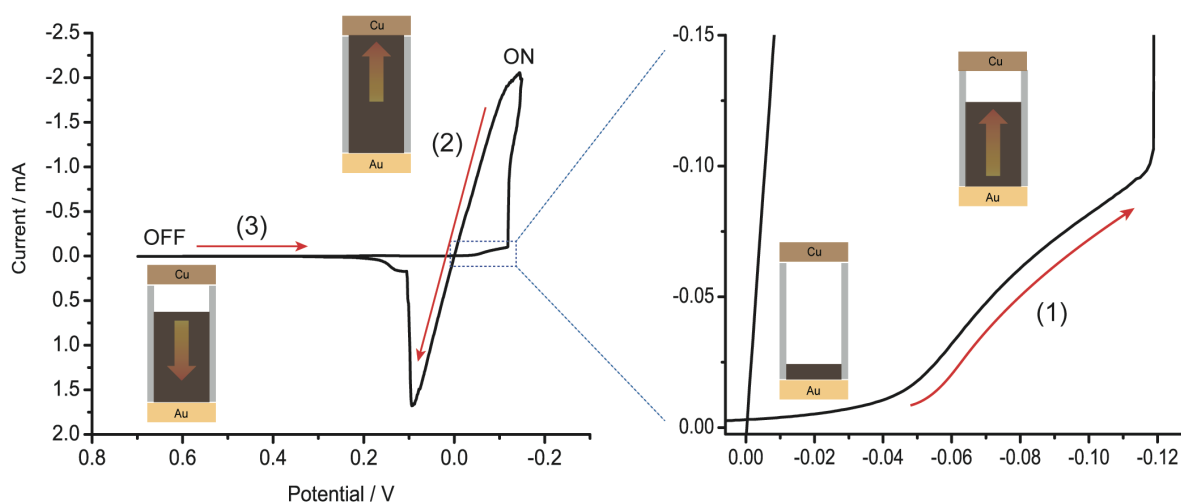 -2.5
-2.0
-1.5
-1.0
-0.5
0.0
0.5
1.0
1.5
2.0
Current / mA
0.8 0.6 0.4 0.2 0.0 -0.2
Potential / V
Cu
Au
ON
(2)
OFF
(3)
Cu
Au
-0.15
-0.10
-0.05
0.00
0.00 -0.02 -0.04 -0.06 -0.08 -0.10 -0.12
Cu
Au
Cu
Au
(1)